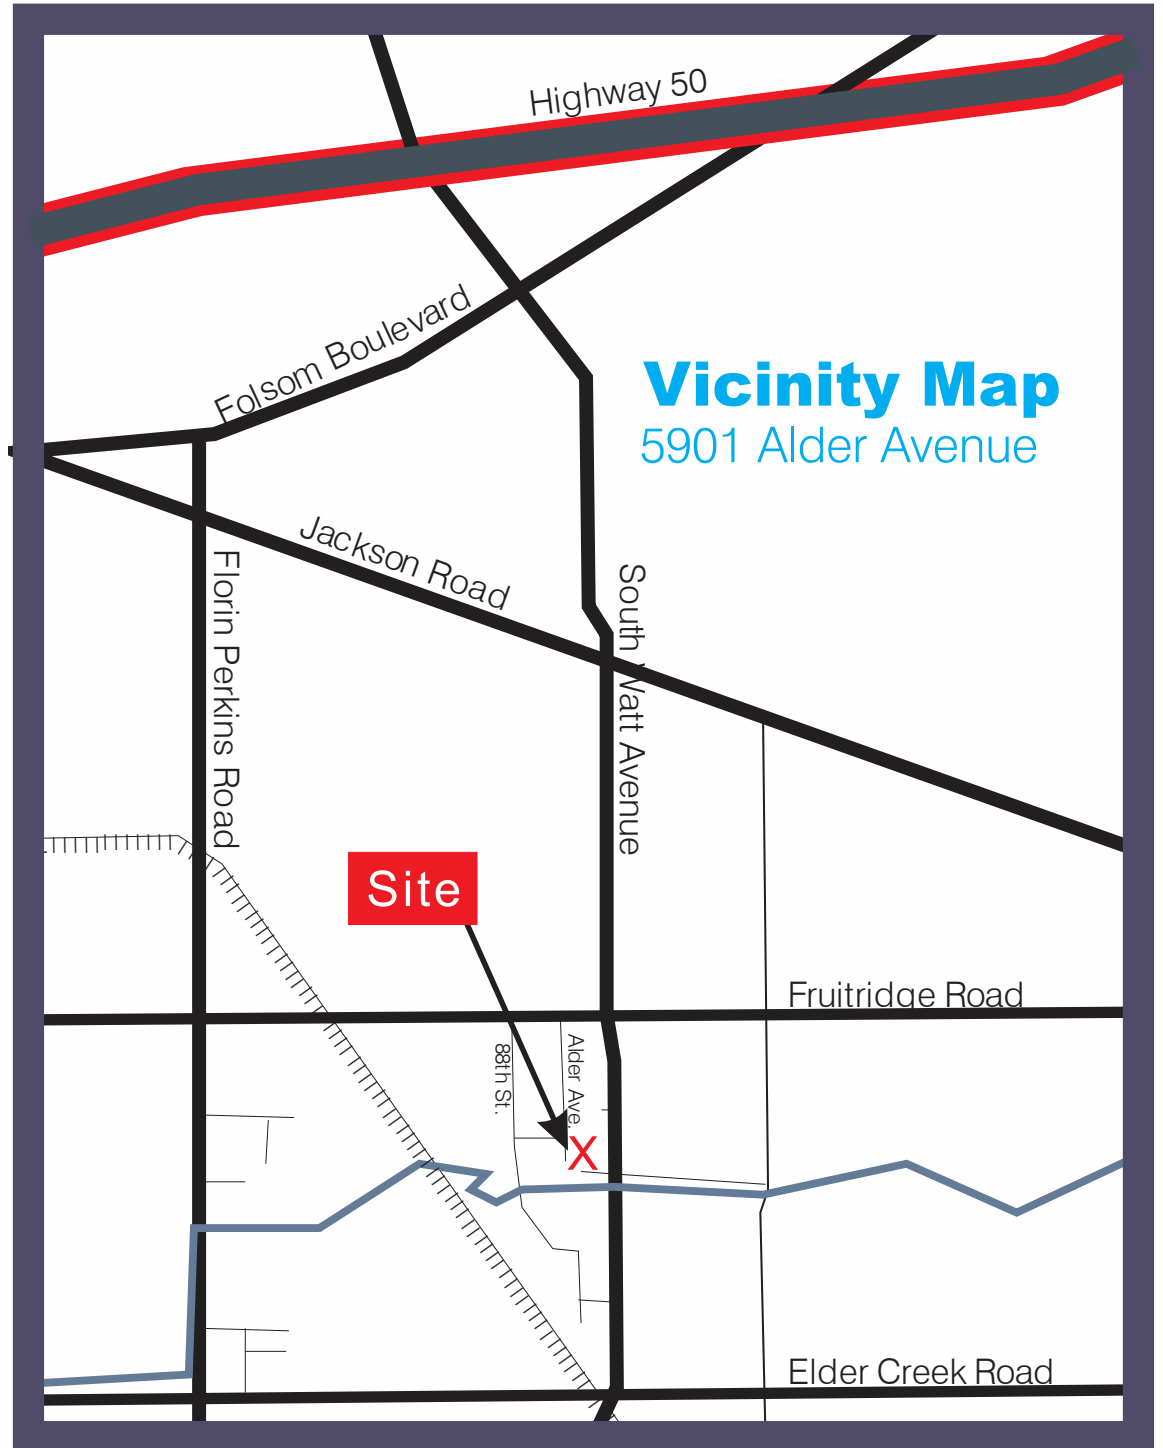 Highway 50
Folsom Boulevard
Vicinity Map
5901 Alder Avenue
Jackson Road
Florin Perkins Road
South Watt Avenue
Site
Fruitridge Road
88th St.
Alder Ave.
X
Elder Creek Road